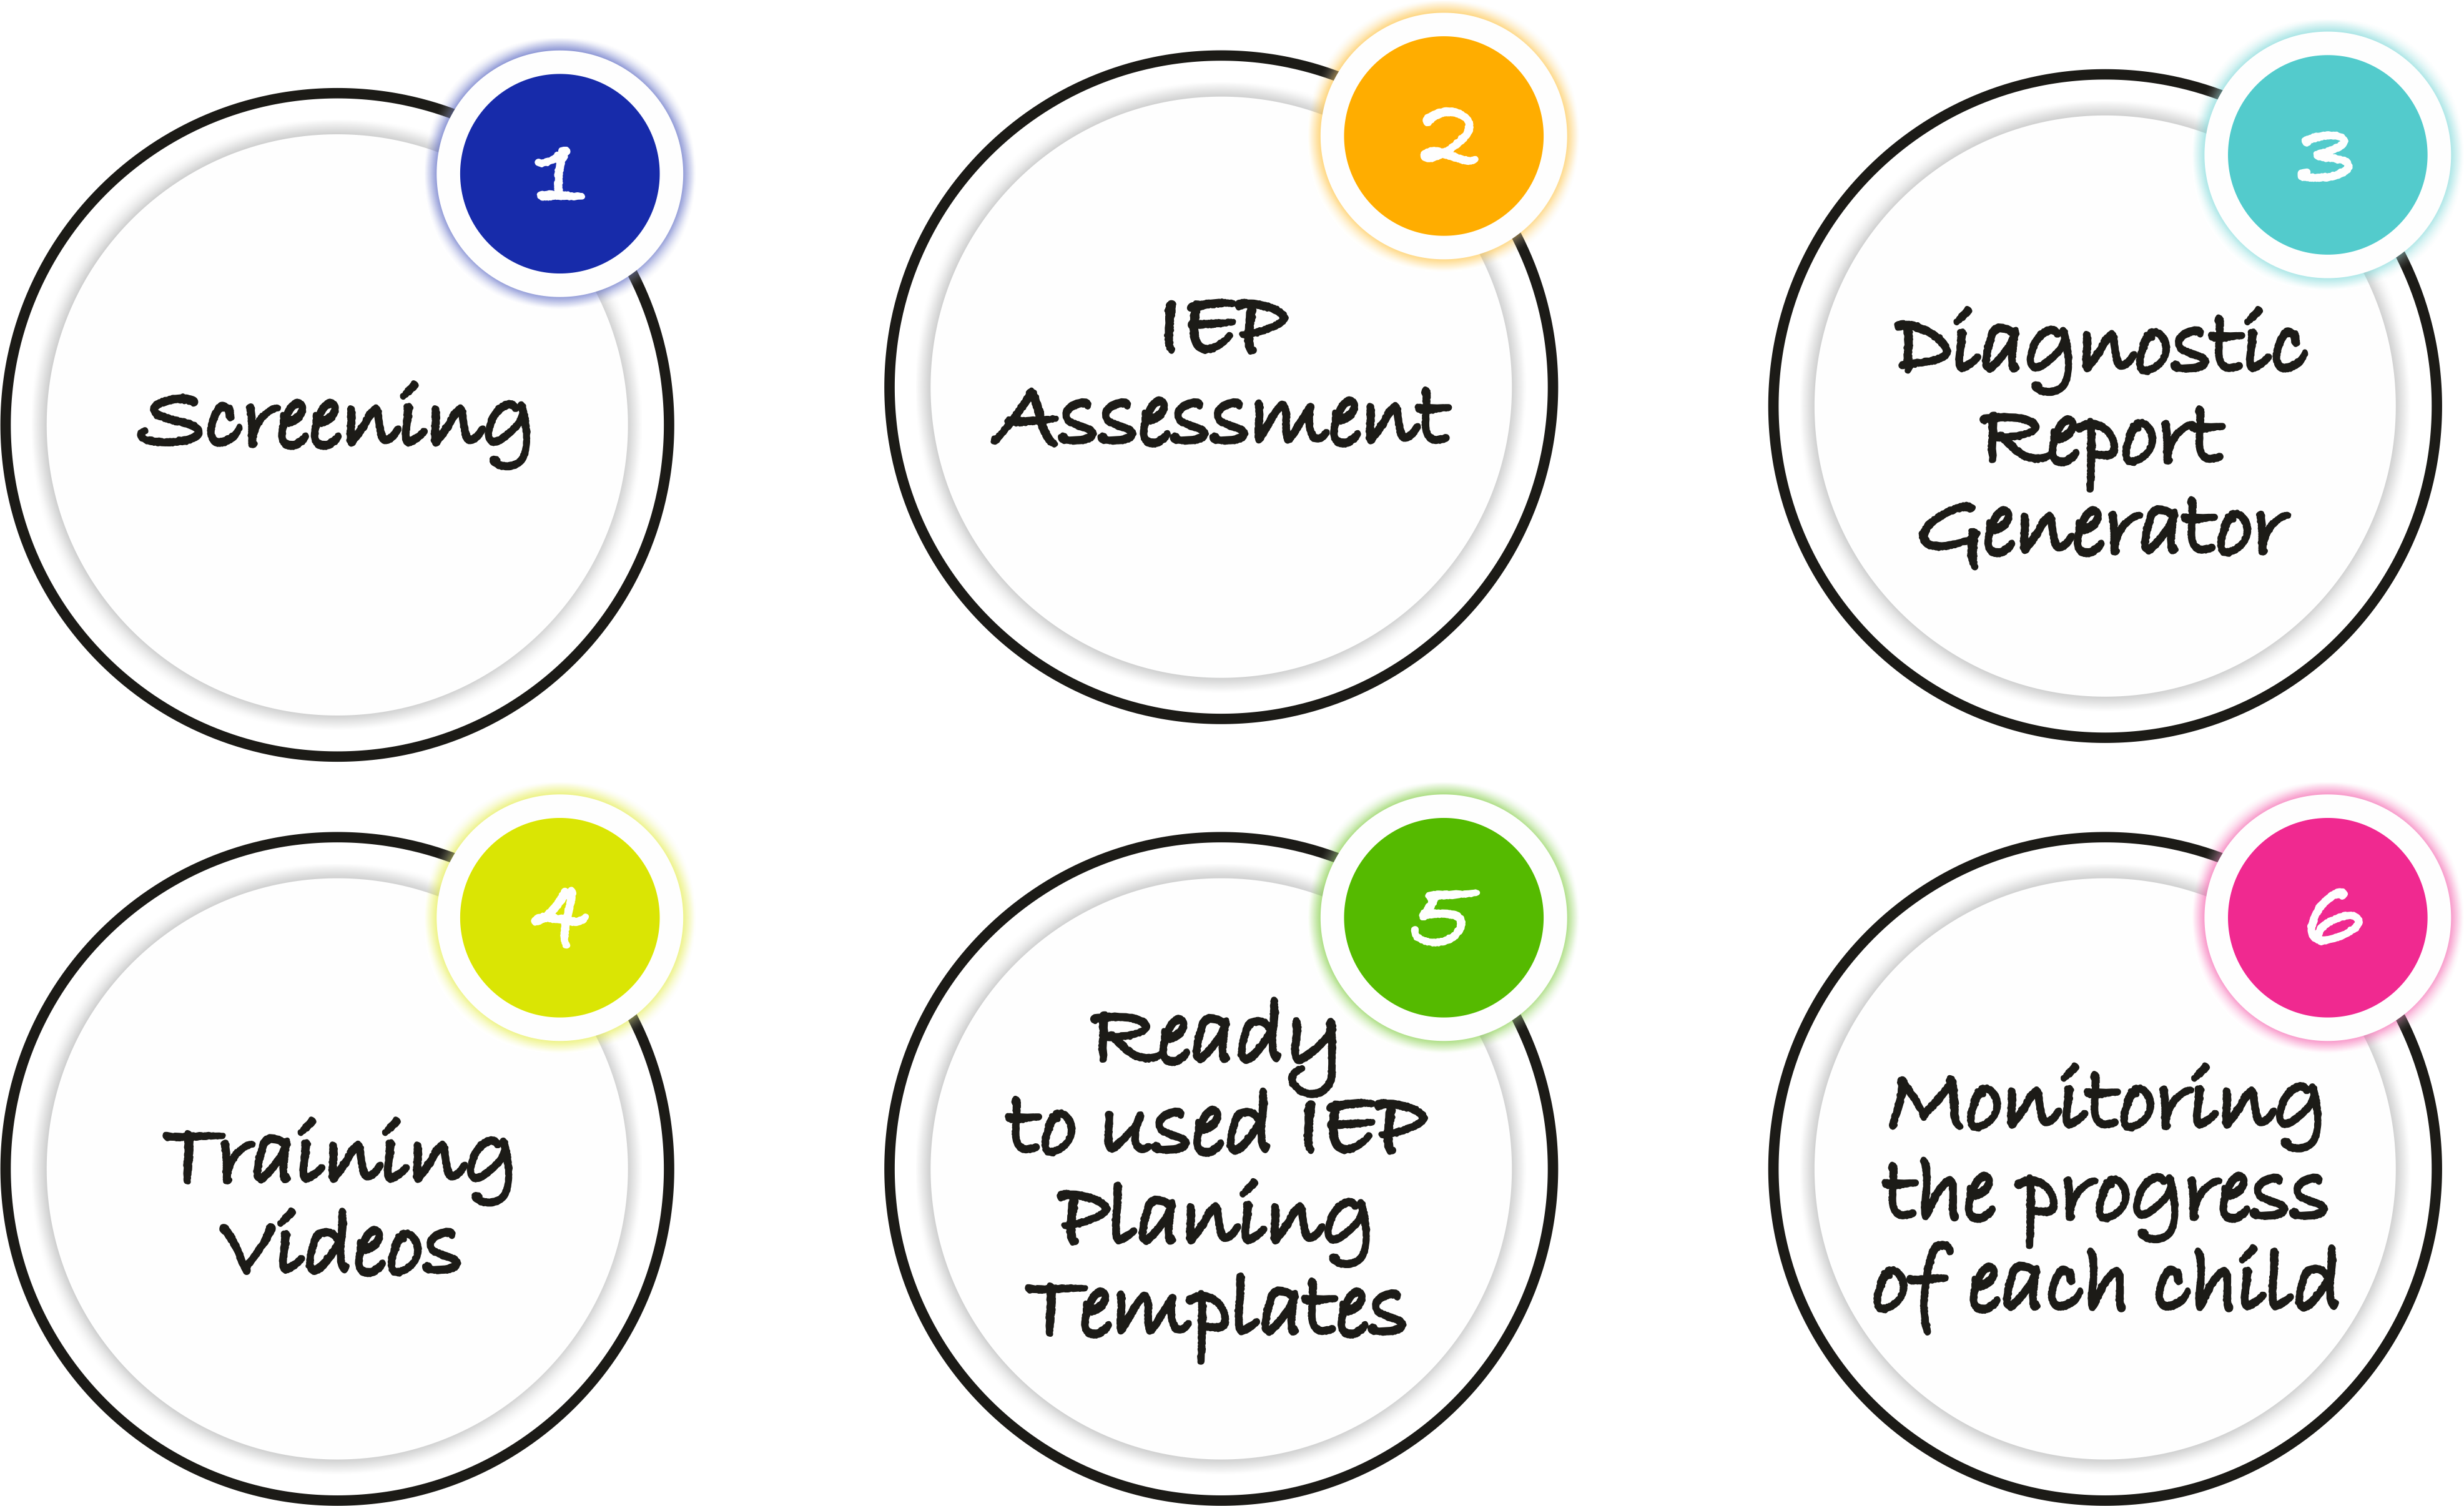 1
Screening
2
IEP
Assessment
3
Diagnostic
Report
Generator
4
Training
Videos
5
Ready
to used IEP
Planing
Templates
6
Monitoring
the progress
of each child